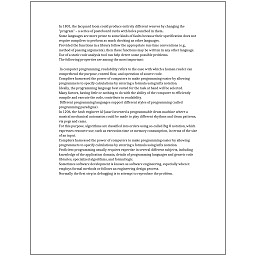 In 1801, the Jacquard loom could produce entirely different weaves by changing the
"program" – a series of pasteboard cards with holes punched in them.
Some languages are more prone to some kinds of faults because their specification does not
require compilers to perform as much checking as other languages.
Provided the functions in a library follow the appropriate run-time conventions (e.g.,
method of passing arguments), then these functions may be written in any other language.
Use of a static code analysis tool can help detect some possible problems.
The following properties are among the most important:

In computer programming, readability refers to the ease with which a human reader can
comprehend the purpose, control flow, and operation of source code.
Compilers harnessed the power of computers to make programming easier by allowing
programmers to specify calculations by entering a formula using infix notation.
Ideally, the programming language best suited for the task at hand will be selected.
Many factors, having little or nothing to do with the ability of the computer to efficiently
compile and execute the code, contribute to readability.
Different programming languages support different styles of programming (called
programming paradigms).
In 1206, the Arab engineer Al-Jazari invented a programmable drum machine where a
musical mechanical automaton could be made to play different rhythms and drum patterns,
via pegs and cams.
For this purpose, algorithms are classified into orders using so-called Big O notation, which
expresses resource use, such as execution time or memory consumption, in terms of the size
of an input.
Compilers harnessed the power of computers to make programming easier by allowing
programmers to specify calculations by entering a formula using infix notation.
Proficient programming usually requires expertise in several different subjects, including
knowledge of the application domain, details of programming languages and generic code
libraries, specialized algorithms, and formal logic.
Sometimes software development is known as software engineering, especially when it
employs formal methods or follows an engineering design process.
Normally the first step in debugging is to attempt to reproduce the problem.